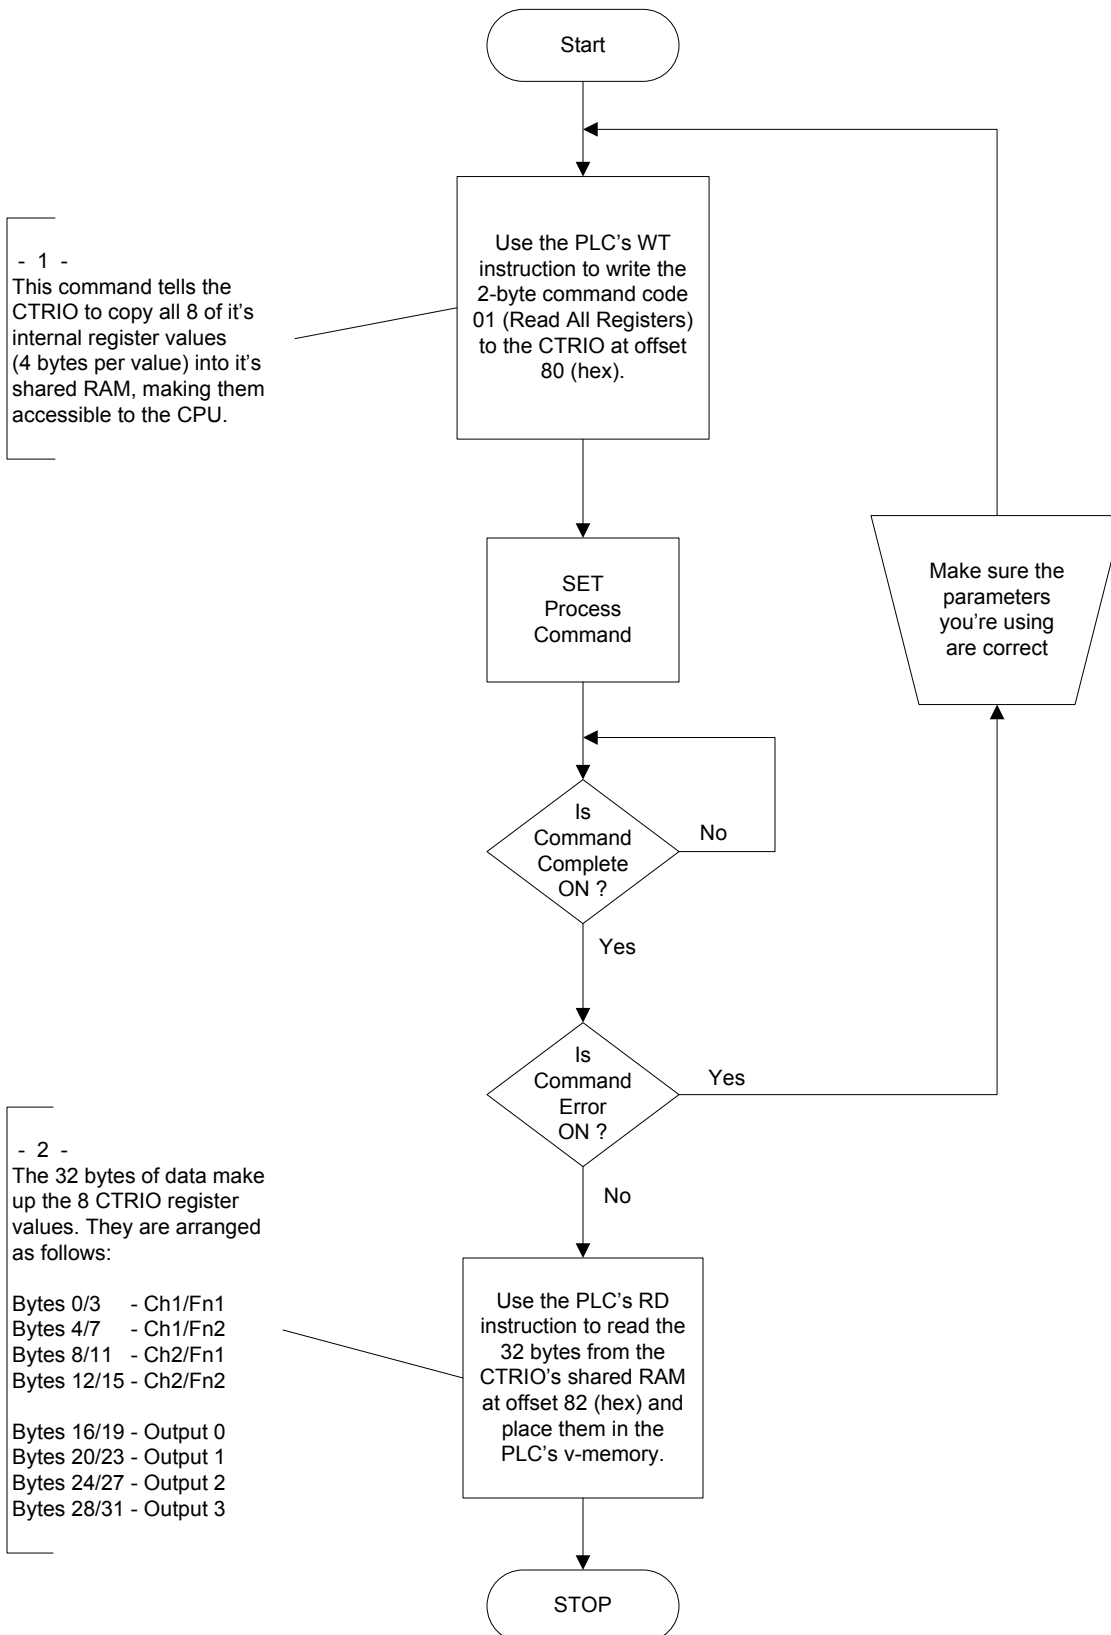 Start
Use the PLC's WT
instruction to write the
2-byte command code
01 (Read All Registers)
to the CTRIO at offset
80 (hex).
- 1 -
This command tells the
CTRIO to copy all 8 of it's
internal register values
(4 bytes per value) into it's
shared RAM, making them
accessible to the CPU.
SET
Process
Command
Make sure the
parameters
you're using
are correct
Is
Command
Complete
ON ?
No
Yes
Is
Command
Error
ON ?
Yes
No
- 2 -
The 32 bytes of data make
up the 8 CTRIO register
values. They are arranged
as follows:
Bytes 0/3 - Ch1/Fn1
Bytes 4/7 - Ch1/Fn2
Bytes 8/11 - Ch2/Fn1
Bytes 12/15 - Ch2/Fn2
Bytes 16/19 - Output 0
Bytes 20/23 - Output 1
Bytes 24/27 - Output 2
Bytes 28/31 - Output 3
Use the PLC's RD
instruction to read the
32 bytes from the
CTRIO's shared RAM
at offset 82 (hex) and
place them in the
PLC's v-memory.
STOP